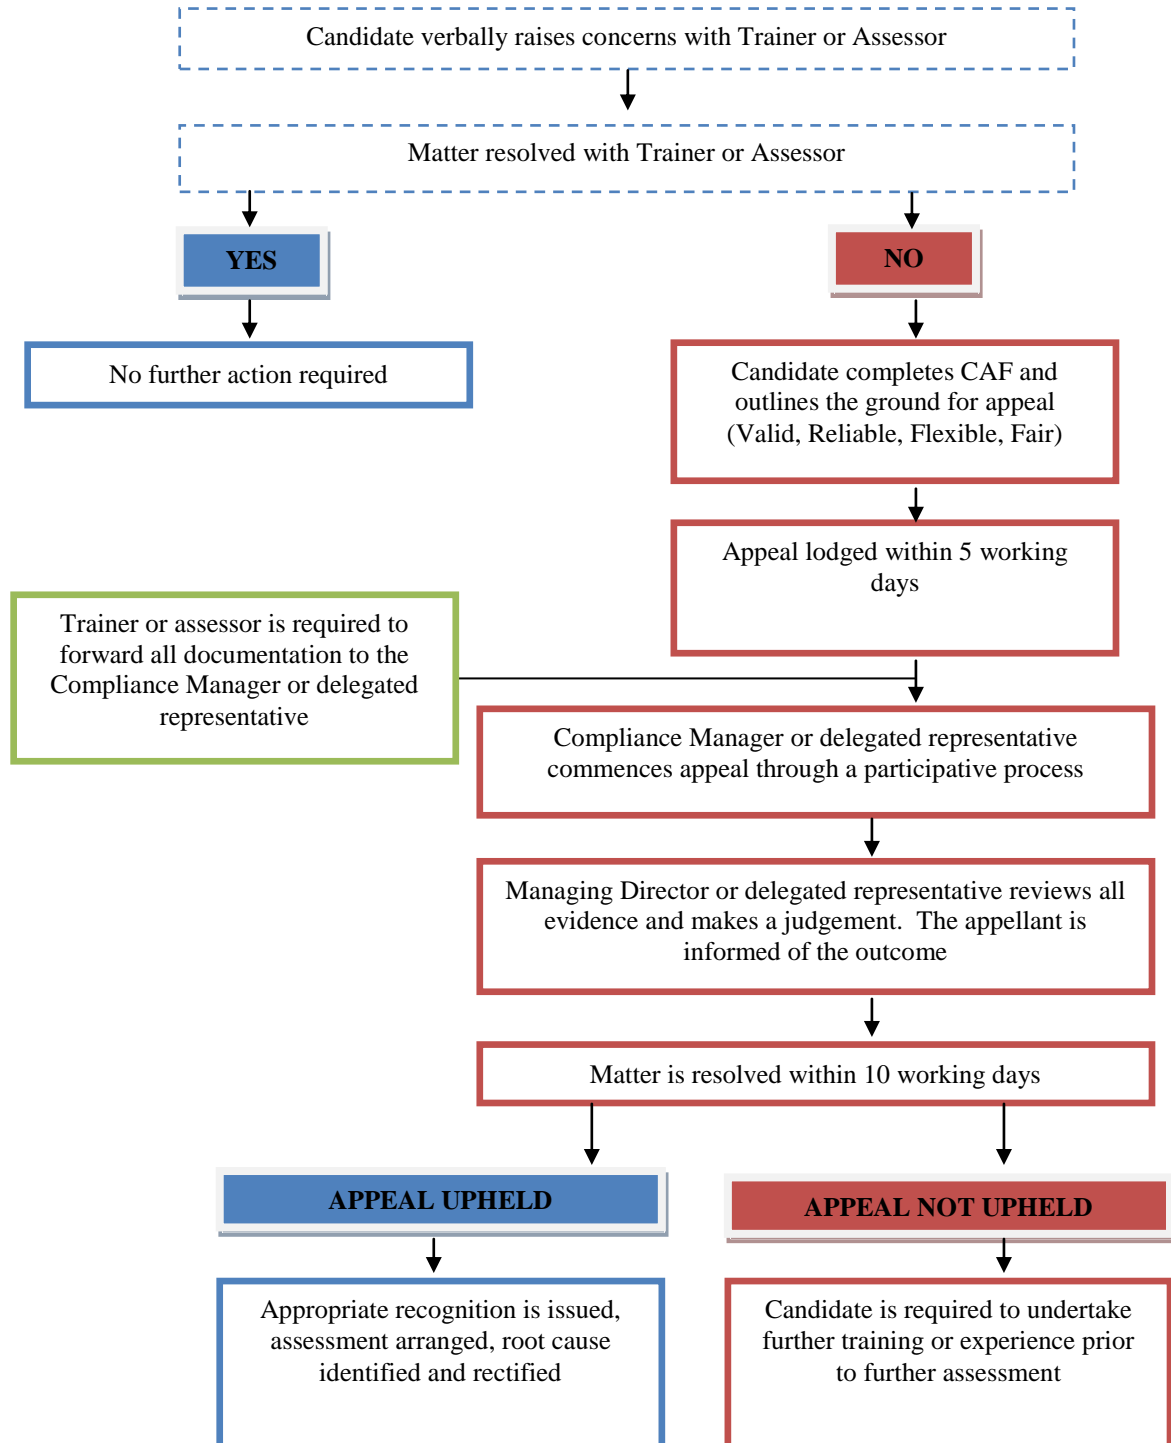 Candidate verbally raises concerns with Trainer or Assessor
Matter resolved with Trainer or Assessor
YES
NO
No further action required
Candidate completes CAF and
outlines the ground for appeal
(Valid, Reliable, Flexible, Fair)
Appeal lodged within 5 working
days
Trainer or assessor is required to
forward all documentation to the
Compliance Manager or delegated
representative
Compliance Manager or delegated representative
commences appeal through a participative process
Managing Director or delegated representative reviews all
evidence and makes a judgement.  The appellant is
informed of the outcome
Matter is resolved within 10 working days
APPEAL UPHELD
APPEAL NOT UPHELD
Appropriate recognition is issued,
assessment arranged, root cause
identified and rectified
Candidate is required to undertake
further training or experience prior
to further assessment